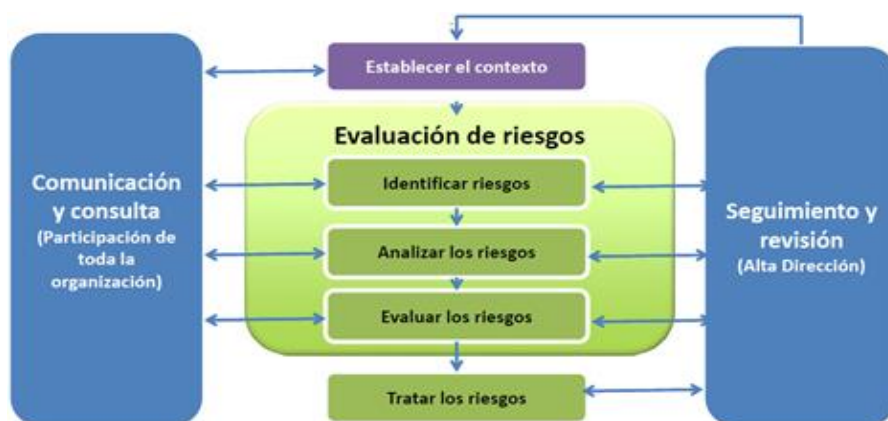 Establecer el contexto
Evaluación de riesgos
Identificar riesgos
Analizar los riesgos
Evaluar los riesgos
Tratar los riesgos
Comunicación
y consulta
(Participación de
toda la
organización)
Seguimiento y
revisión
(Alta Dirección)